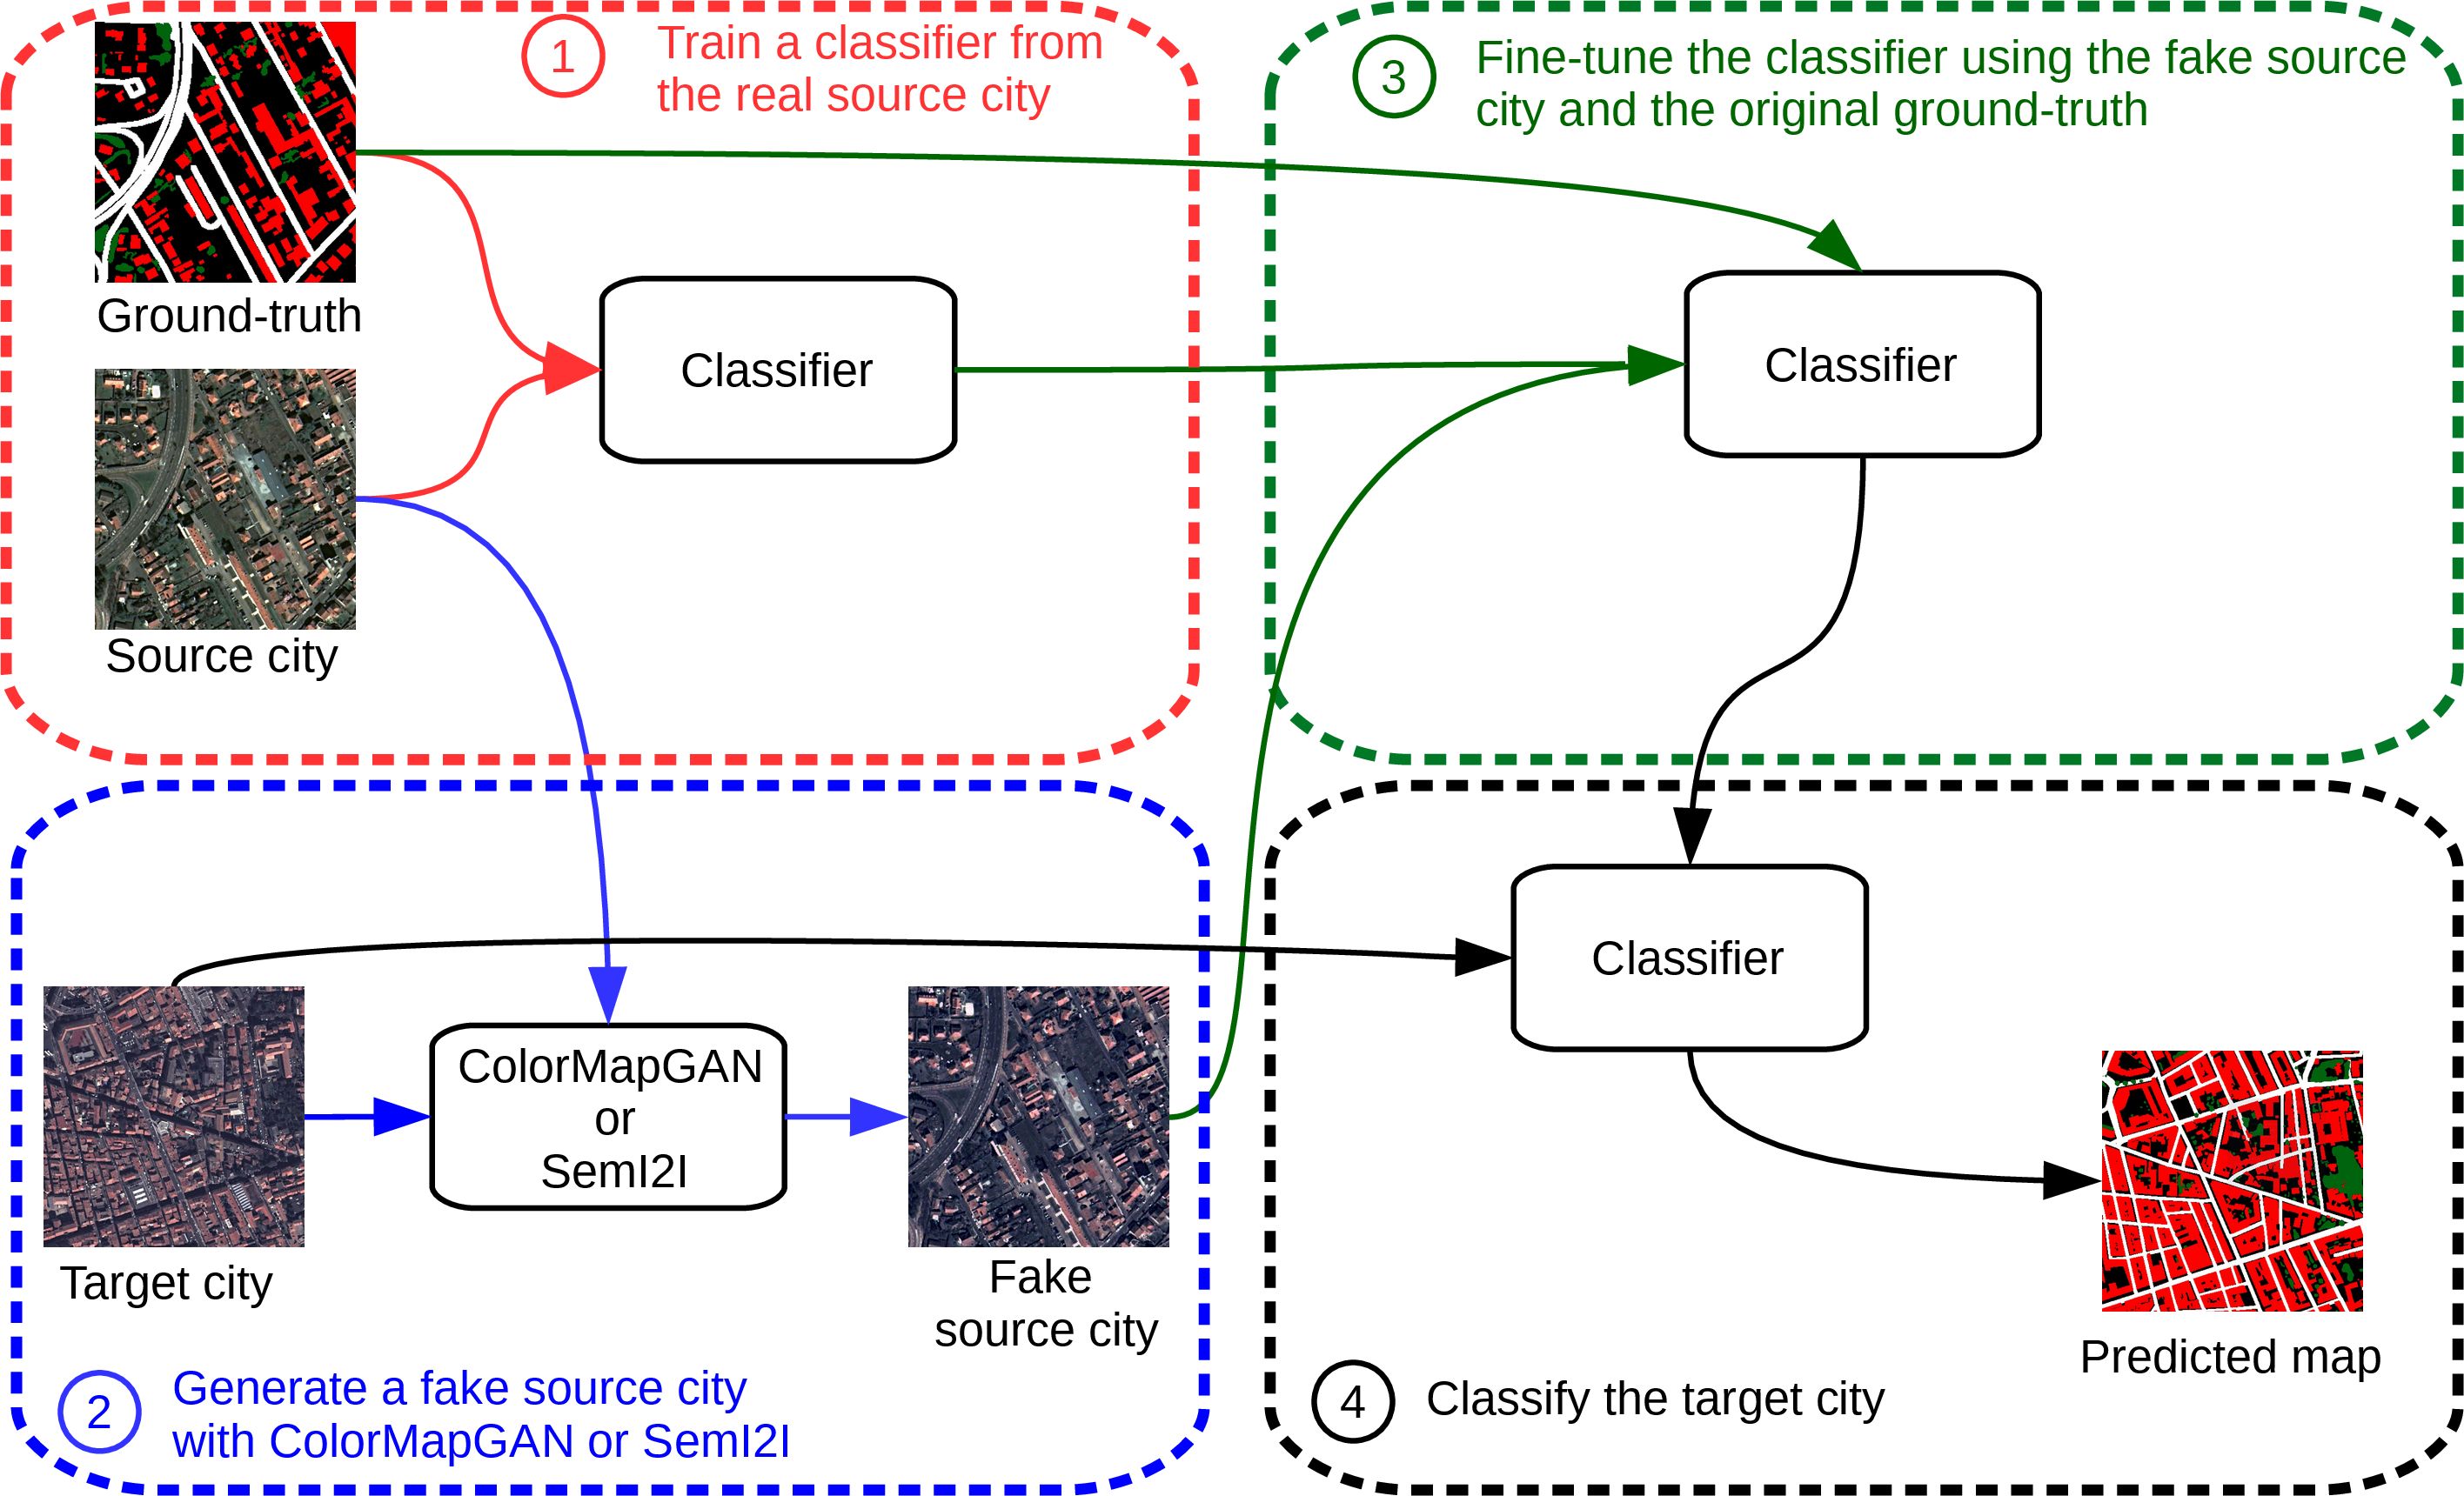 1
Train a classifier from
the real source city
Ground-truth
Classifier
Source city
3
Fine-tune the classifier using the fake source
city and the original ground-truth
Classifier
Target city
ColorMapGAN
or
SemI2I
Fake
source city
2
Generate a fake source city
with ColorMapGAN or SemI2I
Classifier
Predicted map
4
Classify the target city